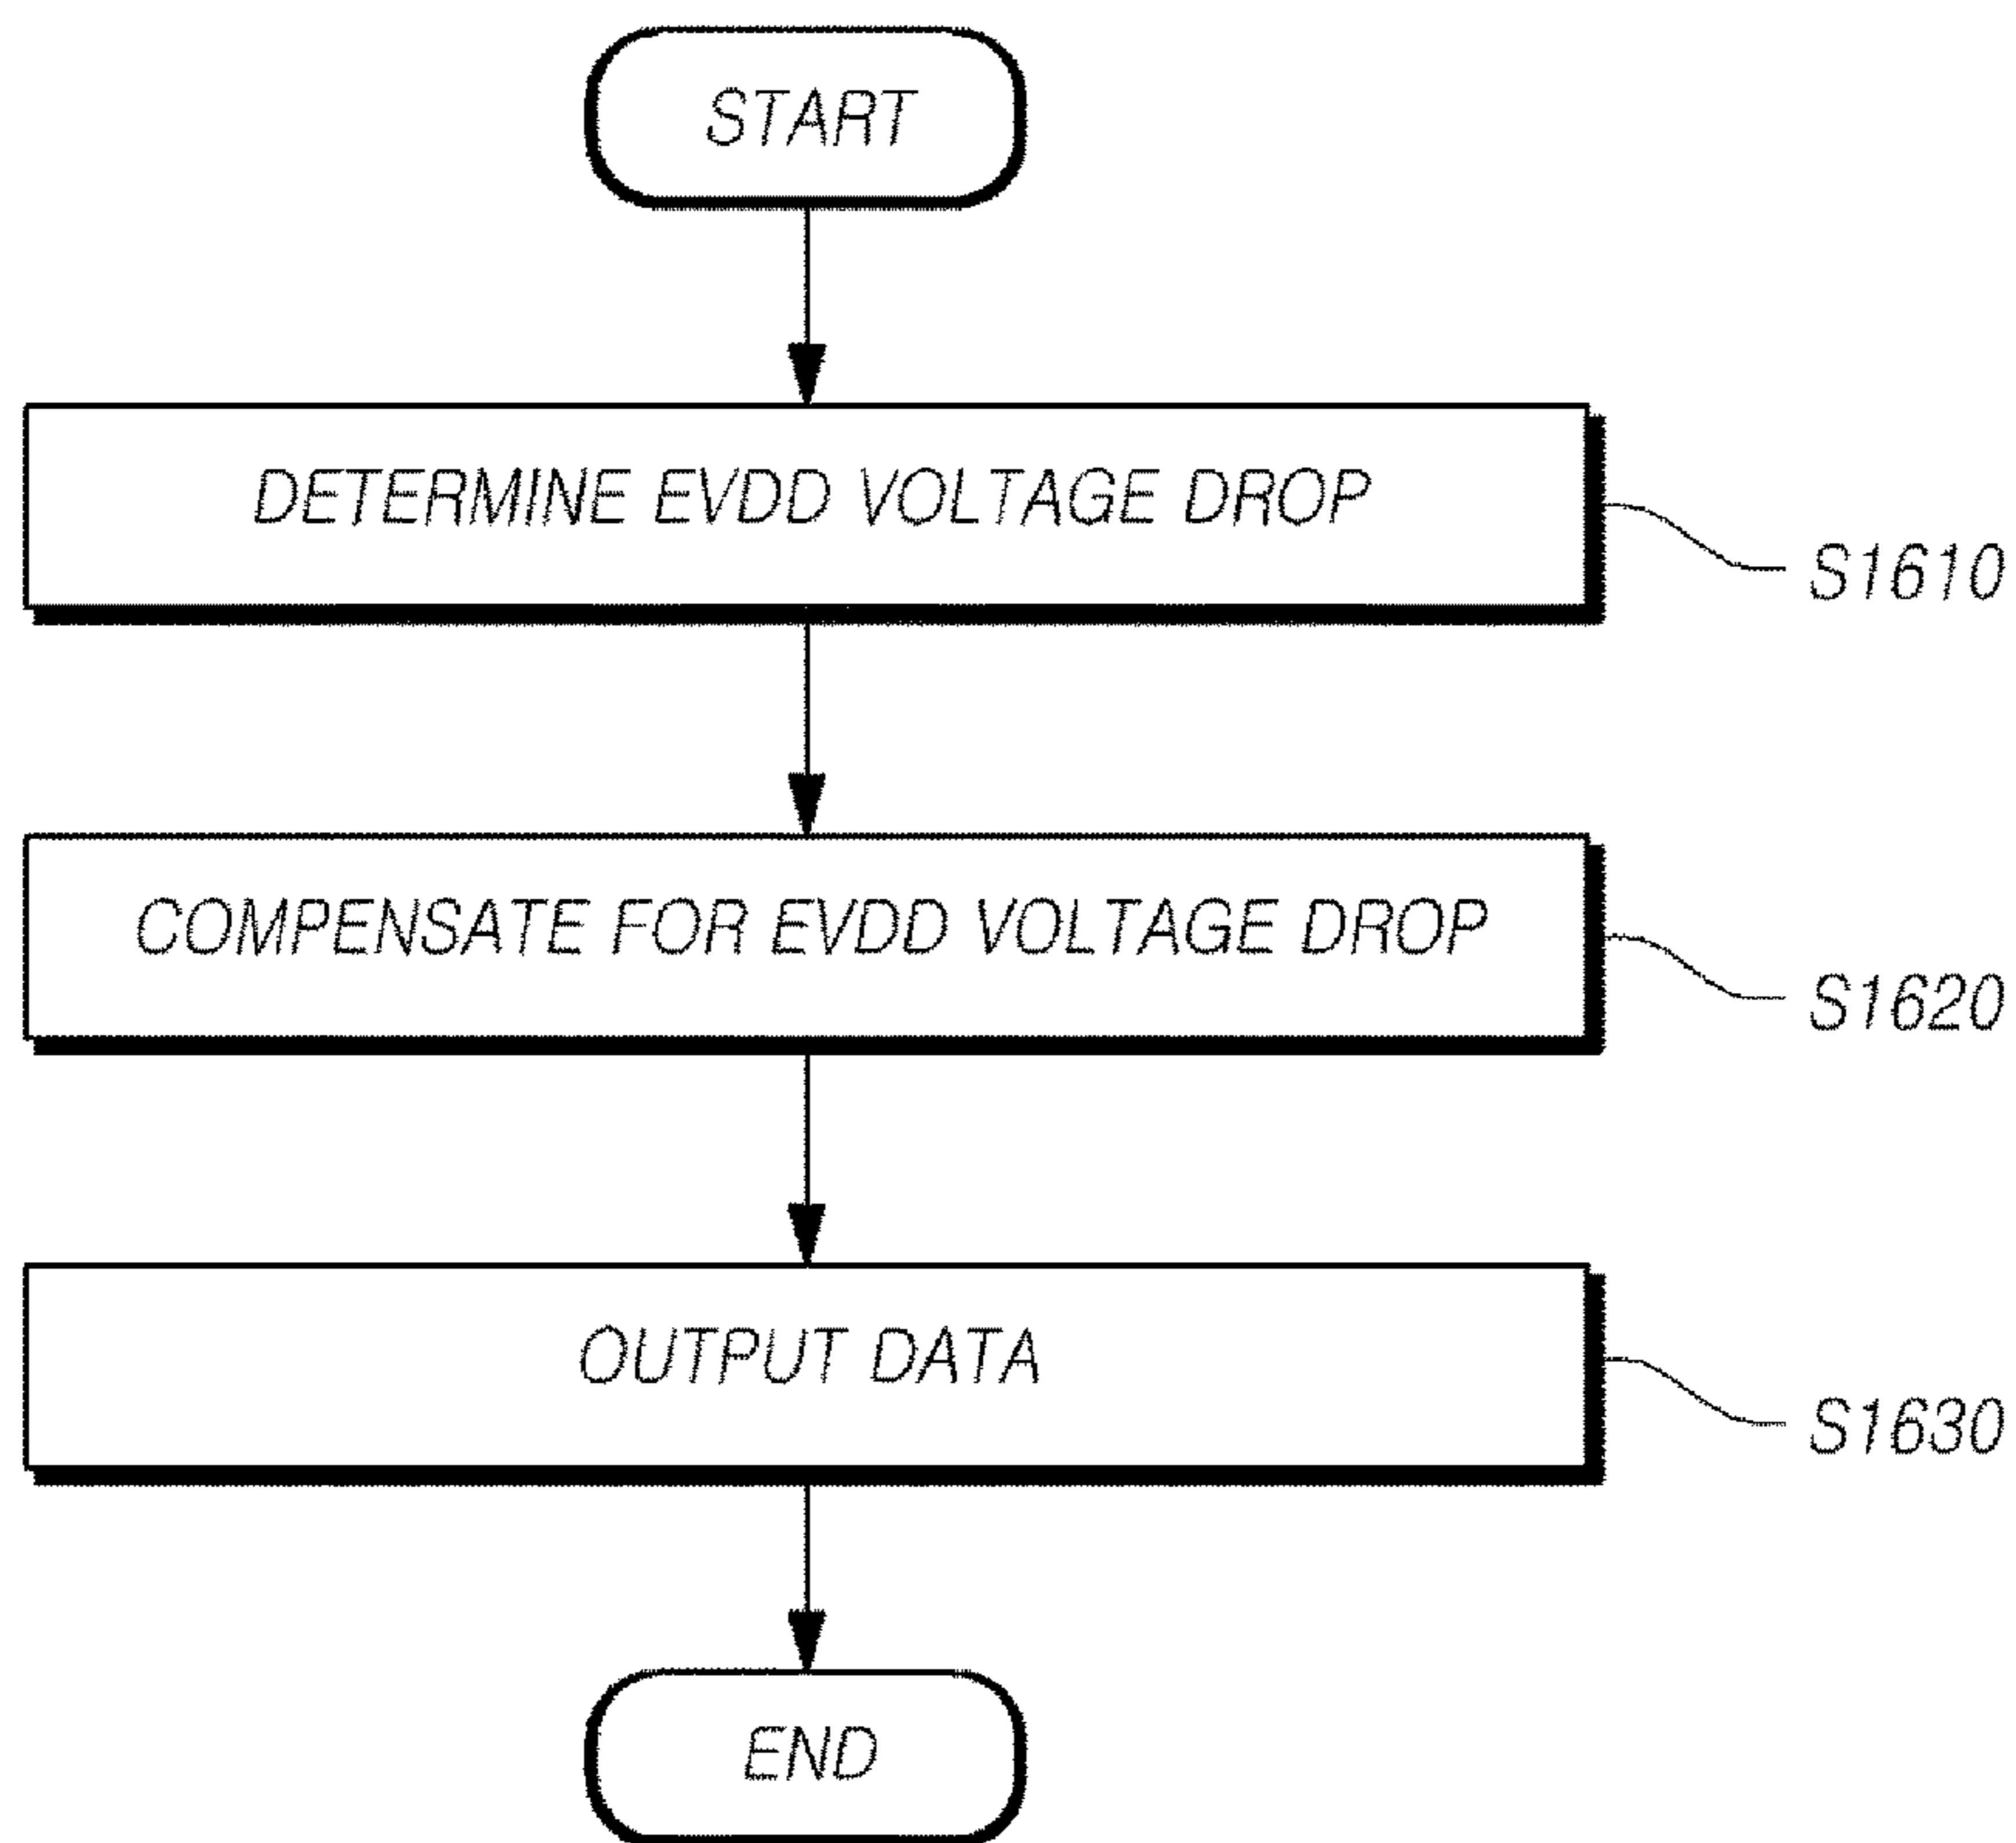 START
DETERMINE EVDD VOLTAGE DROP
S1610
COMPENSATE FOR EVDD VOLTAGE DROP
S1620
OUTPUT DATA
S1630
END